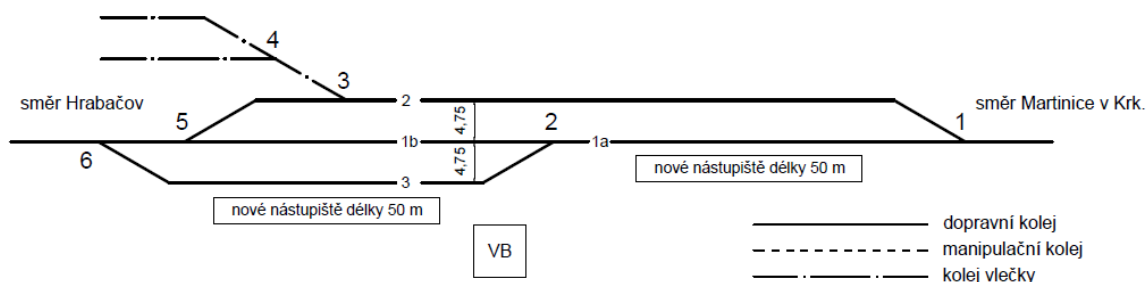 4
3
směr Hrabačov
2
směr Martinice v Krk.
5
4,75
2
1
1b
1a
6
4,75
3
nové nástupiště délky 50 m
nové nástupiště délky 50 m
VB
dopravní kolej
manipulační kolej
kolej vlečky